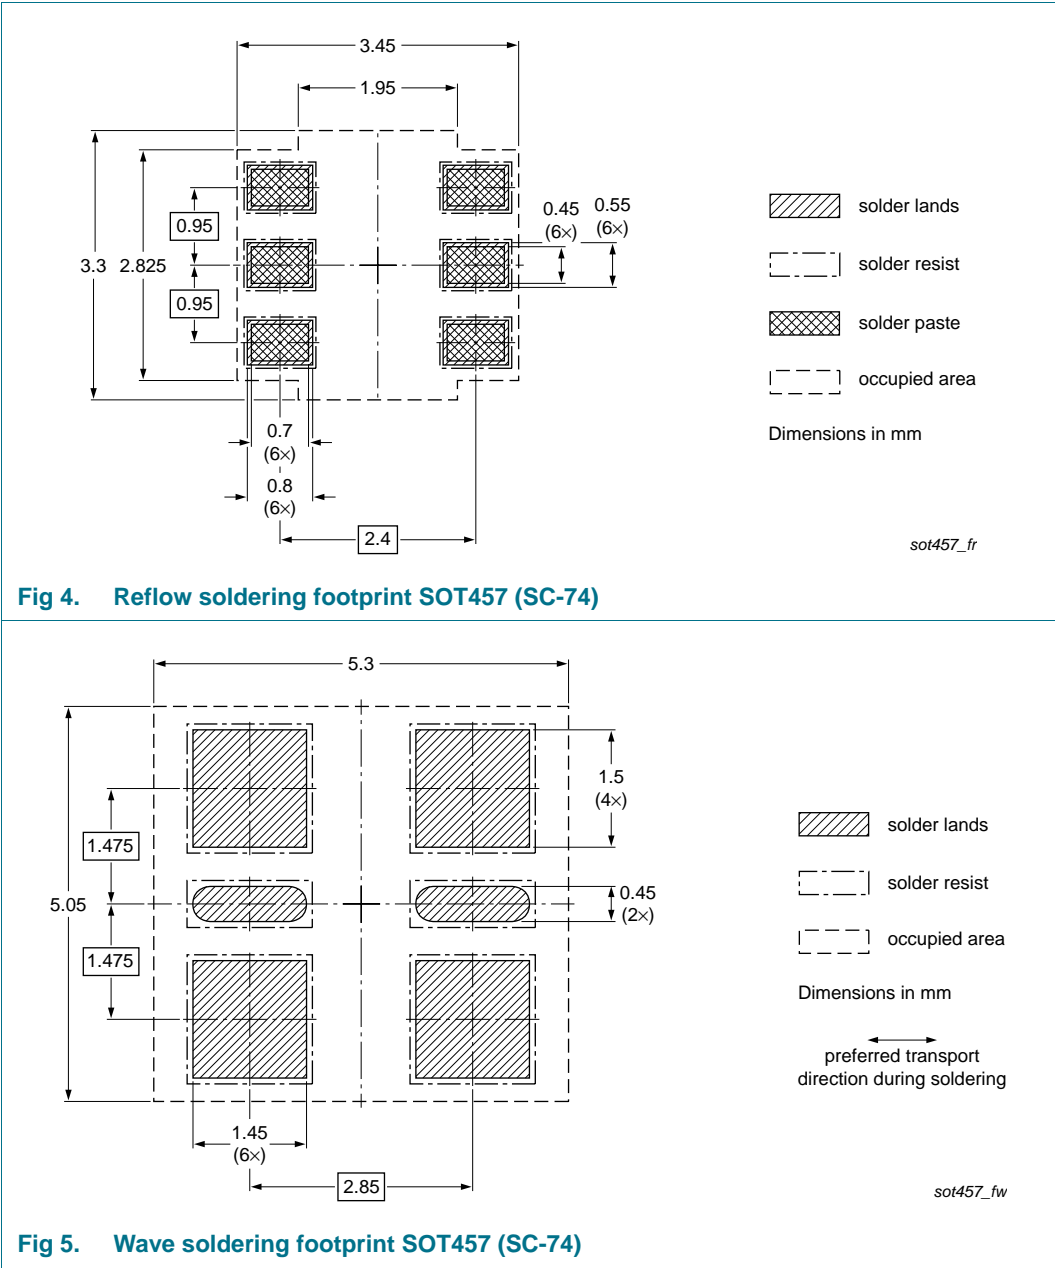 3.45
1.95
3.3
2.825
0.95
0.95
0.45
(6×)
0.55
(6×)
0.7
(6×)
0.8
(6×)
2.4
solder lands
solder resist
solder paste
occupied area
Dimensions in mm
sot457_fr
Fig 4. Reflow soldering footprint SOT457 (SC-74)
5.3
1.475
5.05
1.475
1.5
(4×)
0.45
(2×)
1.45
(6×)
2.85
solder lands
solder resist
occupied area
Dimensions in mm
preferred transport
direction during soldering
sot457_fw
Fig 5. Wave soldering footprint SOT457 (SC-74)